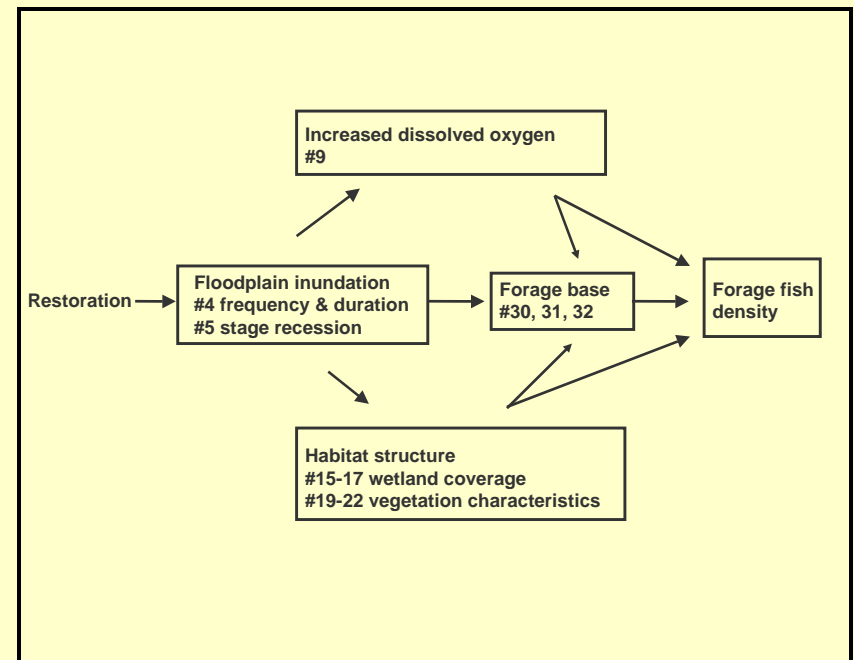 Increased dissolved oxygen
#9
Restoration
Floodplain inundation
#4 frequency & duration
#5 stage recession
Forage base
#30, 31, 32
Forage fish
density
Habitat structure
#15-17 wetland coverage
#19-22 vegetation characteristics